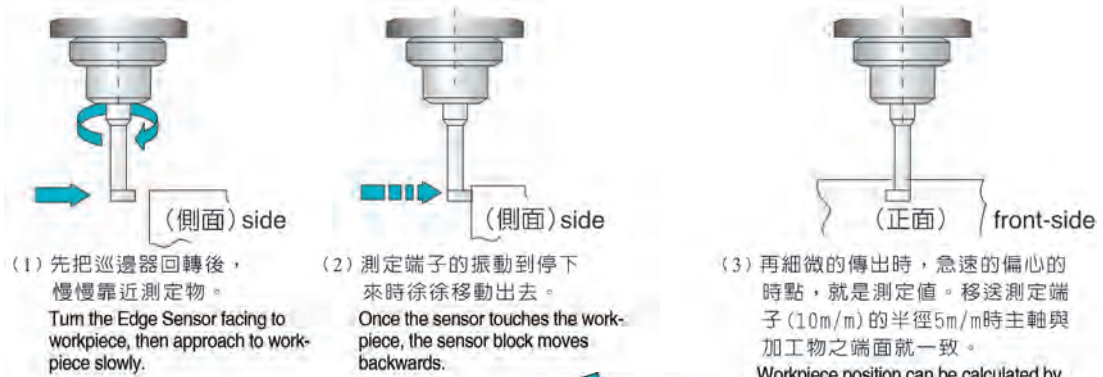 （側面）side
（側面）side
（正面）
front-side
（1）先把巡邊器回轉後，
慢慢靠近測定物。
Turn the Edge Sensor facing to
workpiece, then approach to work-
piece slowly.
（2）測定端子的振動到停下
來時徐徐移動出去。
Once the sensor touches the work-
piece, the sensor block moves
backwards.
（3）再細微的傳出時，急速的偏心的
時點，就是測定值。移送測定端
子(10m/m)的半徑5m/m時主軸與
加工物之端面就一致。
Workpiece position can be calculated by